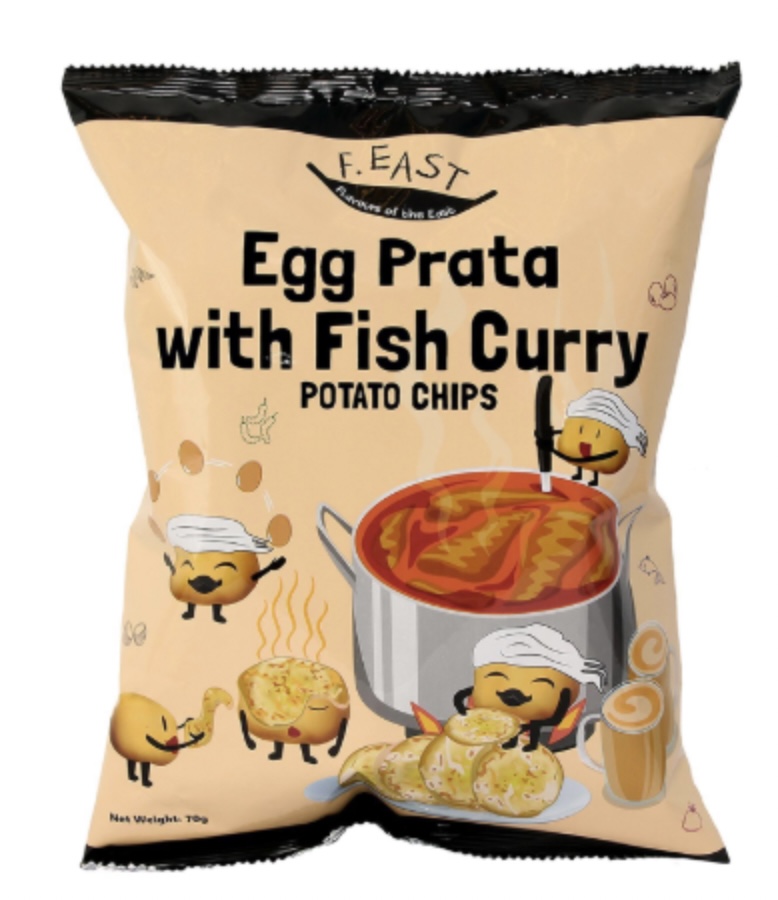 F. EAST
Flavours of the East
Egg Prata
with Fish Curry
POTATO CHIPS
Net Weight: 70g